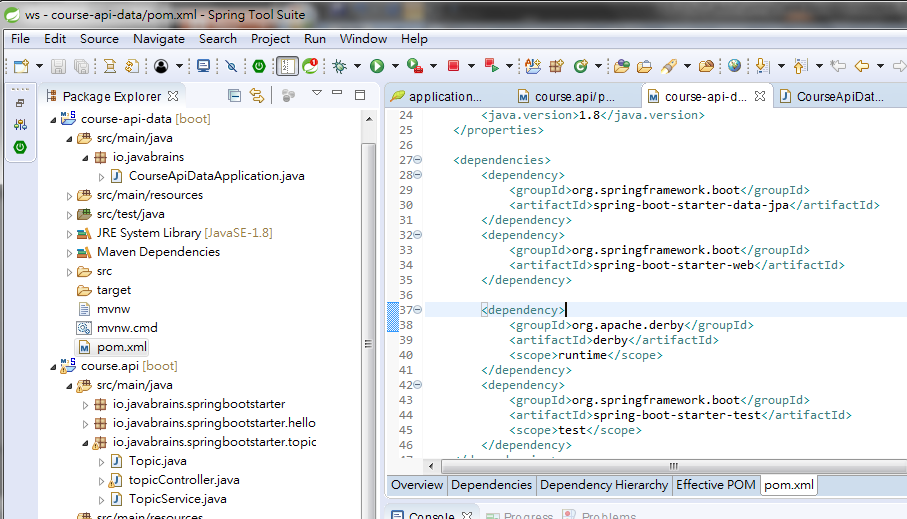 ws - course-api-data/pom.xml - Spring Tool Suite
File Edit Source Navigate Search Project Run Window Help
Package Explorer
course-api-data [boot]
src/main/java
io.javabrains
CourseApiDataApplication.java
src/main/resources
src/test/java
JRE System Library [JavaSE-1.8]
Maven Dependencies
src
target
mvnw
mvnw.cmd
pom.xml
course.api [boot]
src/main/java
io.javabrains.springbootstarter
io.javabrains.springbootstarter.hello
io.javabrains.springbootstarter.topic
Topic.java
topicController.java
TopicService.java
src/main/resources
application... course.api/p... course-api-d... CourseApiDat...
24 <java.version>1.8</java.version>
25 </properties>
26
27 <dependencies>
28 <dependency>
29 <groupId>org.springframework.boot</groupId>
30 <artifactId>spring-boot-starter-data-jpa</artifactId>
31 </dependency>
32 <dependency>
33 <groupId>org.springframework.boot</groupId>
34 <artifactId>spring-boot-starter-web</artifactId>
35 </dependency>
36
37 <dependency>
38 <groupId>org.apache.derby</groupId>
39 <artifactId>derby</artifactId>
40 <scope>runtime</scope>
41 </dependency>
42 <dependency>
43 <groupId>org.springframework.boot</groupId>
44 <artifactId>spring-boot-starter-test</artifactId>
45 <scope>test</scope>
46 </dependency>
Overview Dependencies Dependency Hierarchy Effective POM pom.xml
Console Progress Problems